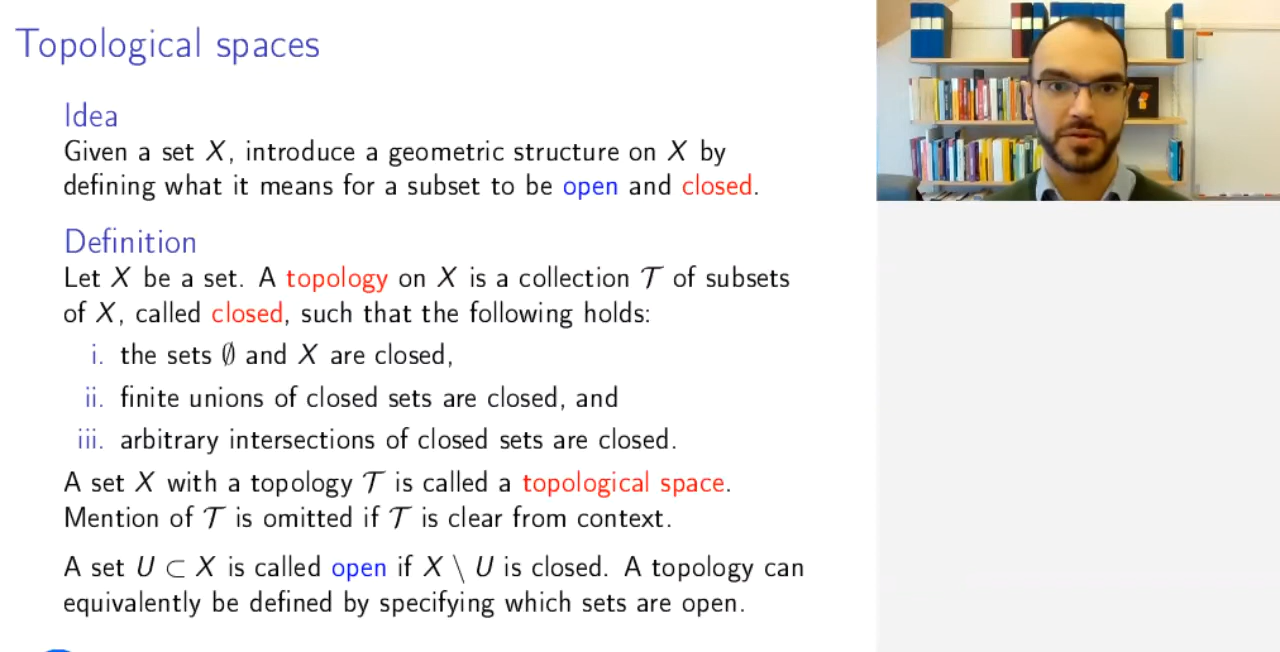 Topological spaces
Idea
Given a set X, introduce a geometric structure on X by
defining what it means for a subset to be open and closed.
Definition
Let X be a set. A topology on X is a collection 𝒯 of subsets
of X, called closed, such that the following holds:
i. the sets ∅ and X are closed,
ii. finite unions of closed sets are closed, and
iii. arbitrary intersections of closed sets are closed.
A set X with a topology 𝒯 is called a topological space.
Mention of 𝒯 is omitted if 𝒯 is clear from context.
A set U ⊂ X is called open if X \ U is closed. A topology can
equivalently be defined by specifying which sets are open.